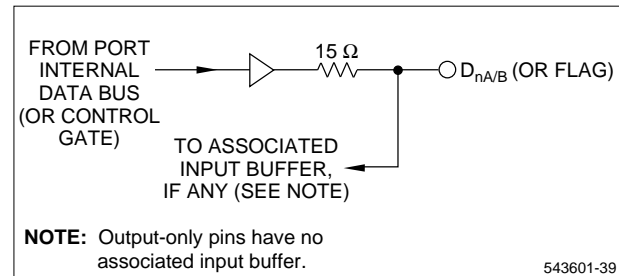 FROM PORT
INTERNAL
DATA BUS
(OR CONTROL
GATE)
15 Ω
DnA/B (OR FLAG)
TO ASSOCIATED
INPUT BUFFER,
IF ANY (SEE NOTE)
NOTE: Output-only pins have no
associated input buffer.
543601-39